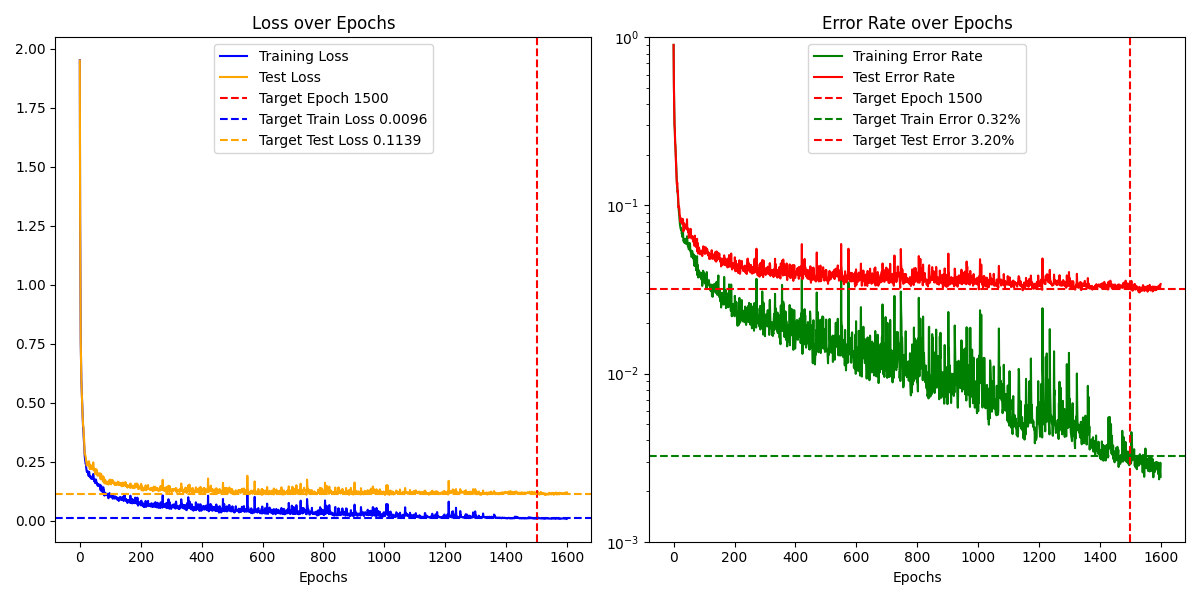 Loss over Epochs
Training Loss
Test Loss
Target Epoch 1500
Target Train Loss 0.0096
Target Test Loss 0.1139
2.00
1.75
1.50
1.25
1.00
0.75
0.50
0.25
0.00
0 200 400 600 800 1000 1200 1400 1600
Epochs
Error Rate over Epochs
Training Error Rate
Test Error Rate
Target Epoch 1500
Target Train Error 0.32%
Target Test Error 3.20%
10⁰
10⁻¹
10⁻²
10⁻³
0 200 400 600 800 1000 1200 1400 1600
Epochs